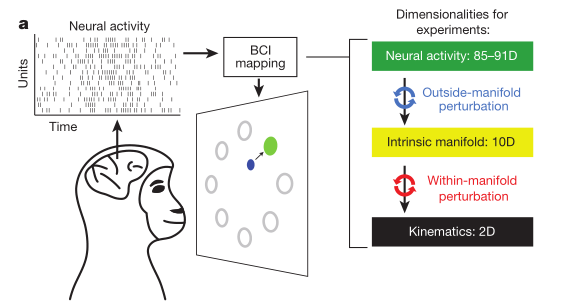 a
Neural activity
Units
Time
BCI
mapping
Dimensionalities for
experiments:
Neural activity: 85–91D
Outside-manifold
perturbation
Intrinsic manifold: 10D
Within-manifold
perturbation
Kinematics: 2D